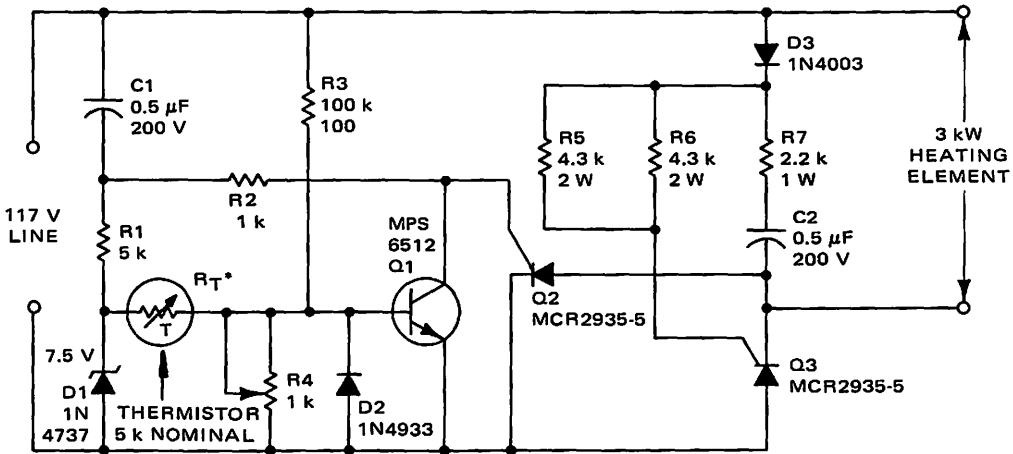 117 V
LINE
C1
0.5 μF
200 V
R1
5 k
R2
1 k
R3
100 k
100
RT*
T
7.5 V
D1
1N
4737
THERMISTOR
5 k NOMINAL
R4
1 k
D2
1N4933
MPS
6512
Q1
Q2
MCR2935-5
R5
4.3 k
2 W
R6
4.3 k
2 W
D3
1N4003
R7
2.2 k
1 W
C2
0.5 μF
200 V
Q3
MCR2935-5
3 kW
HEATING
ELEMENT